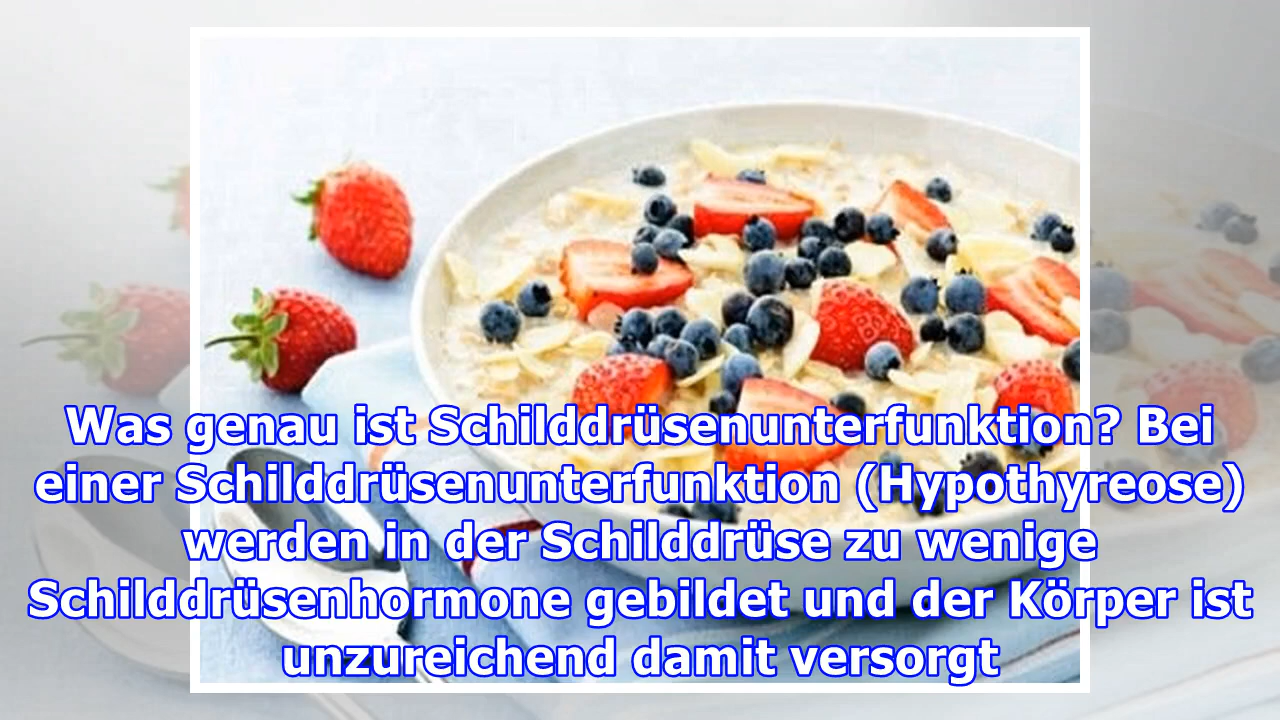 Was genau ist Schilddrüsenunterfunktion? Bei
einer Schilddrüsenunterfunktion (Hypothyreose)
werden in der Schilddrüse zu wenige
Schilddrüsenhormone gebildet und der Körper ist
unzureichend damit versorgt